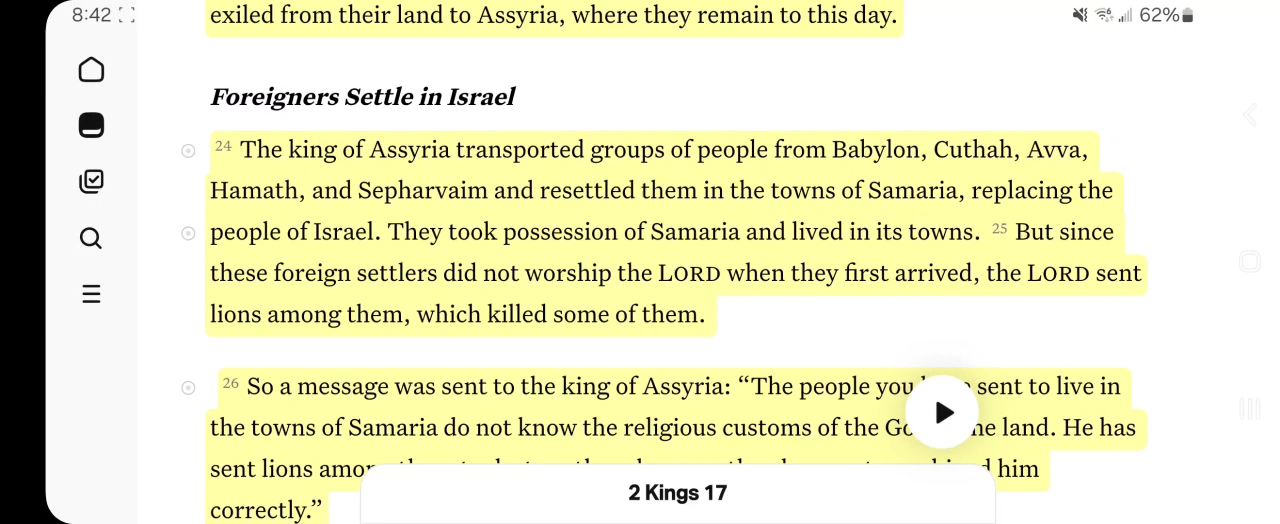 8:42
62%
exiled from their land to Assyria, where they remain to this day.
Foreigners Settle in Israel
24 The king of Assyria transported groups of people from Babylon, Cuthah, Avva,
Hamath, and Sepharvaim and resettled them in the towns of Samaria, replacing the
people of Israel. They took possession of Samaria and lived in its towns. 25 But since
these foreign settlers did not worship the LORD when they first arrived, the LORD sent
lions among them, which killed some of them.
26 So a message was sent to the king of Assyria: “The people you sent to live in
the towns of Samaria do not know the religious customs of the land. He has
sent lions him
correctly.”
2 Kings 17